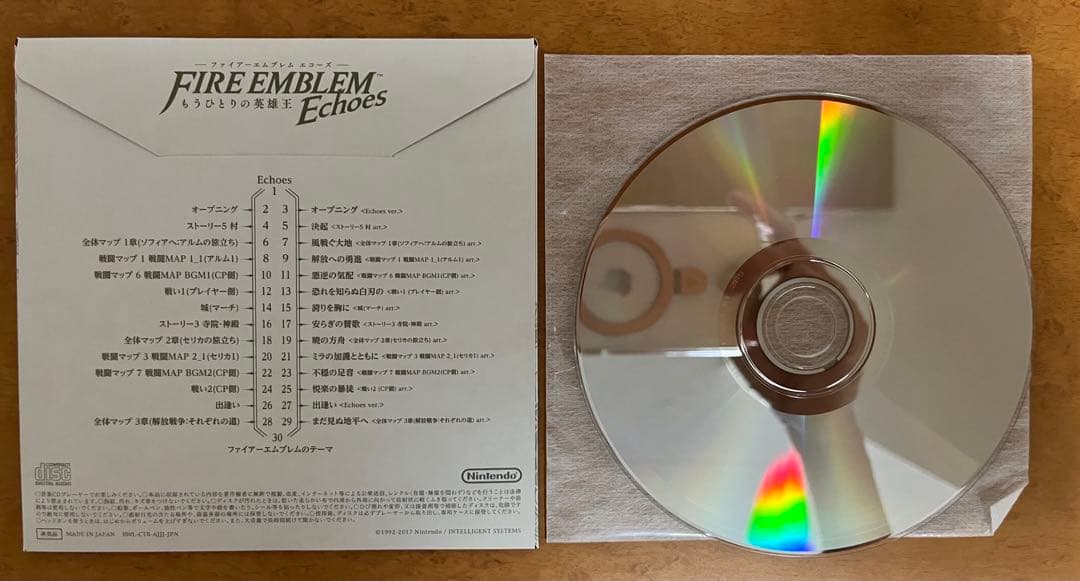 ファイアーエムブレム エコーズ
FIRE EMBLEM™
もうひとりの英雄王
Echoes
Echoes
1
オープニング 2 3 オープニング <Echoes ver.>
ストーリー5 村 4 5 決起 <ストーリー5 村 arr.>
全体マップ 1章(ソフィアへ:アルムの旅立ち) 6 7 風戦ぐ大地 <全体マップ 1章(ソフィアへ:アルムの旅立ち) arr.>
戦闘マップ 1 戦闘MAP 1_1(アルム1) 8 9 解放への勇進 <戦闘マップ 1 戦闘MAP 1_1(アルム1) arr.>
戦闘マップ 6 戦闘MAP BGM1(CP側) 10 11 悪逆の気配 <戦闘マップ 6 戦闘MAP BGM1(CP側) arr.>
戦い1(プレイヤー側) 12 13 恐れを知らぬ白刃の <戦い1 (プレイヤー側) arr.>
城(マーチ) 14 15 誇りを胸に <城(マーチ) arr.>
ストーリー3 寺院・神殿 16 17 安らぎの賛歌 <ストーリー3 寺院・神殿 arr.>
全体マップ 2章(セリカの旅立ち) 18 19 暁の方舟 <全体マップ 2章(セリカの旅立ち) arr.>
戦闘マップ 3 戦闘MAP 2_1(セリカ1) 20 21 ミラの加護とともに <戦闘マップ 3 戦闘MAP 2_1(セリカ1) arr.>
戦闘マップ 7 戦闘MAP BGM2(CP側) 22 23 不穏の足音 <戦闘マップ 7 戦闘MAP BGM2(CP側) arr.>
戦い2(CP側) 24 25 悦楽の暴徒 <戦い2 (CP側) arr.>
出逢い 26 27 出逢い <Echoes ver.>
全体マップ 3章(解放戦争:それぞれの道) 28 29 まだ見ぬ地平へ <全体マップ 3章(解放戦争:それぞれの道) arr.>
30
ファイアーエムブレムのテーマ
disc
DIGITAL AUDIO
Nintendo
©1992-2017 Nintendo / INTELLIGENT SYSTEMS
非売品 MADE IN JAPAN BWL-CTR-AJJJ-JPN